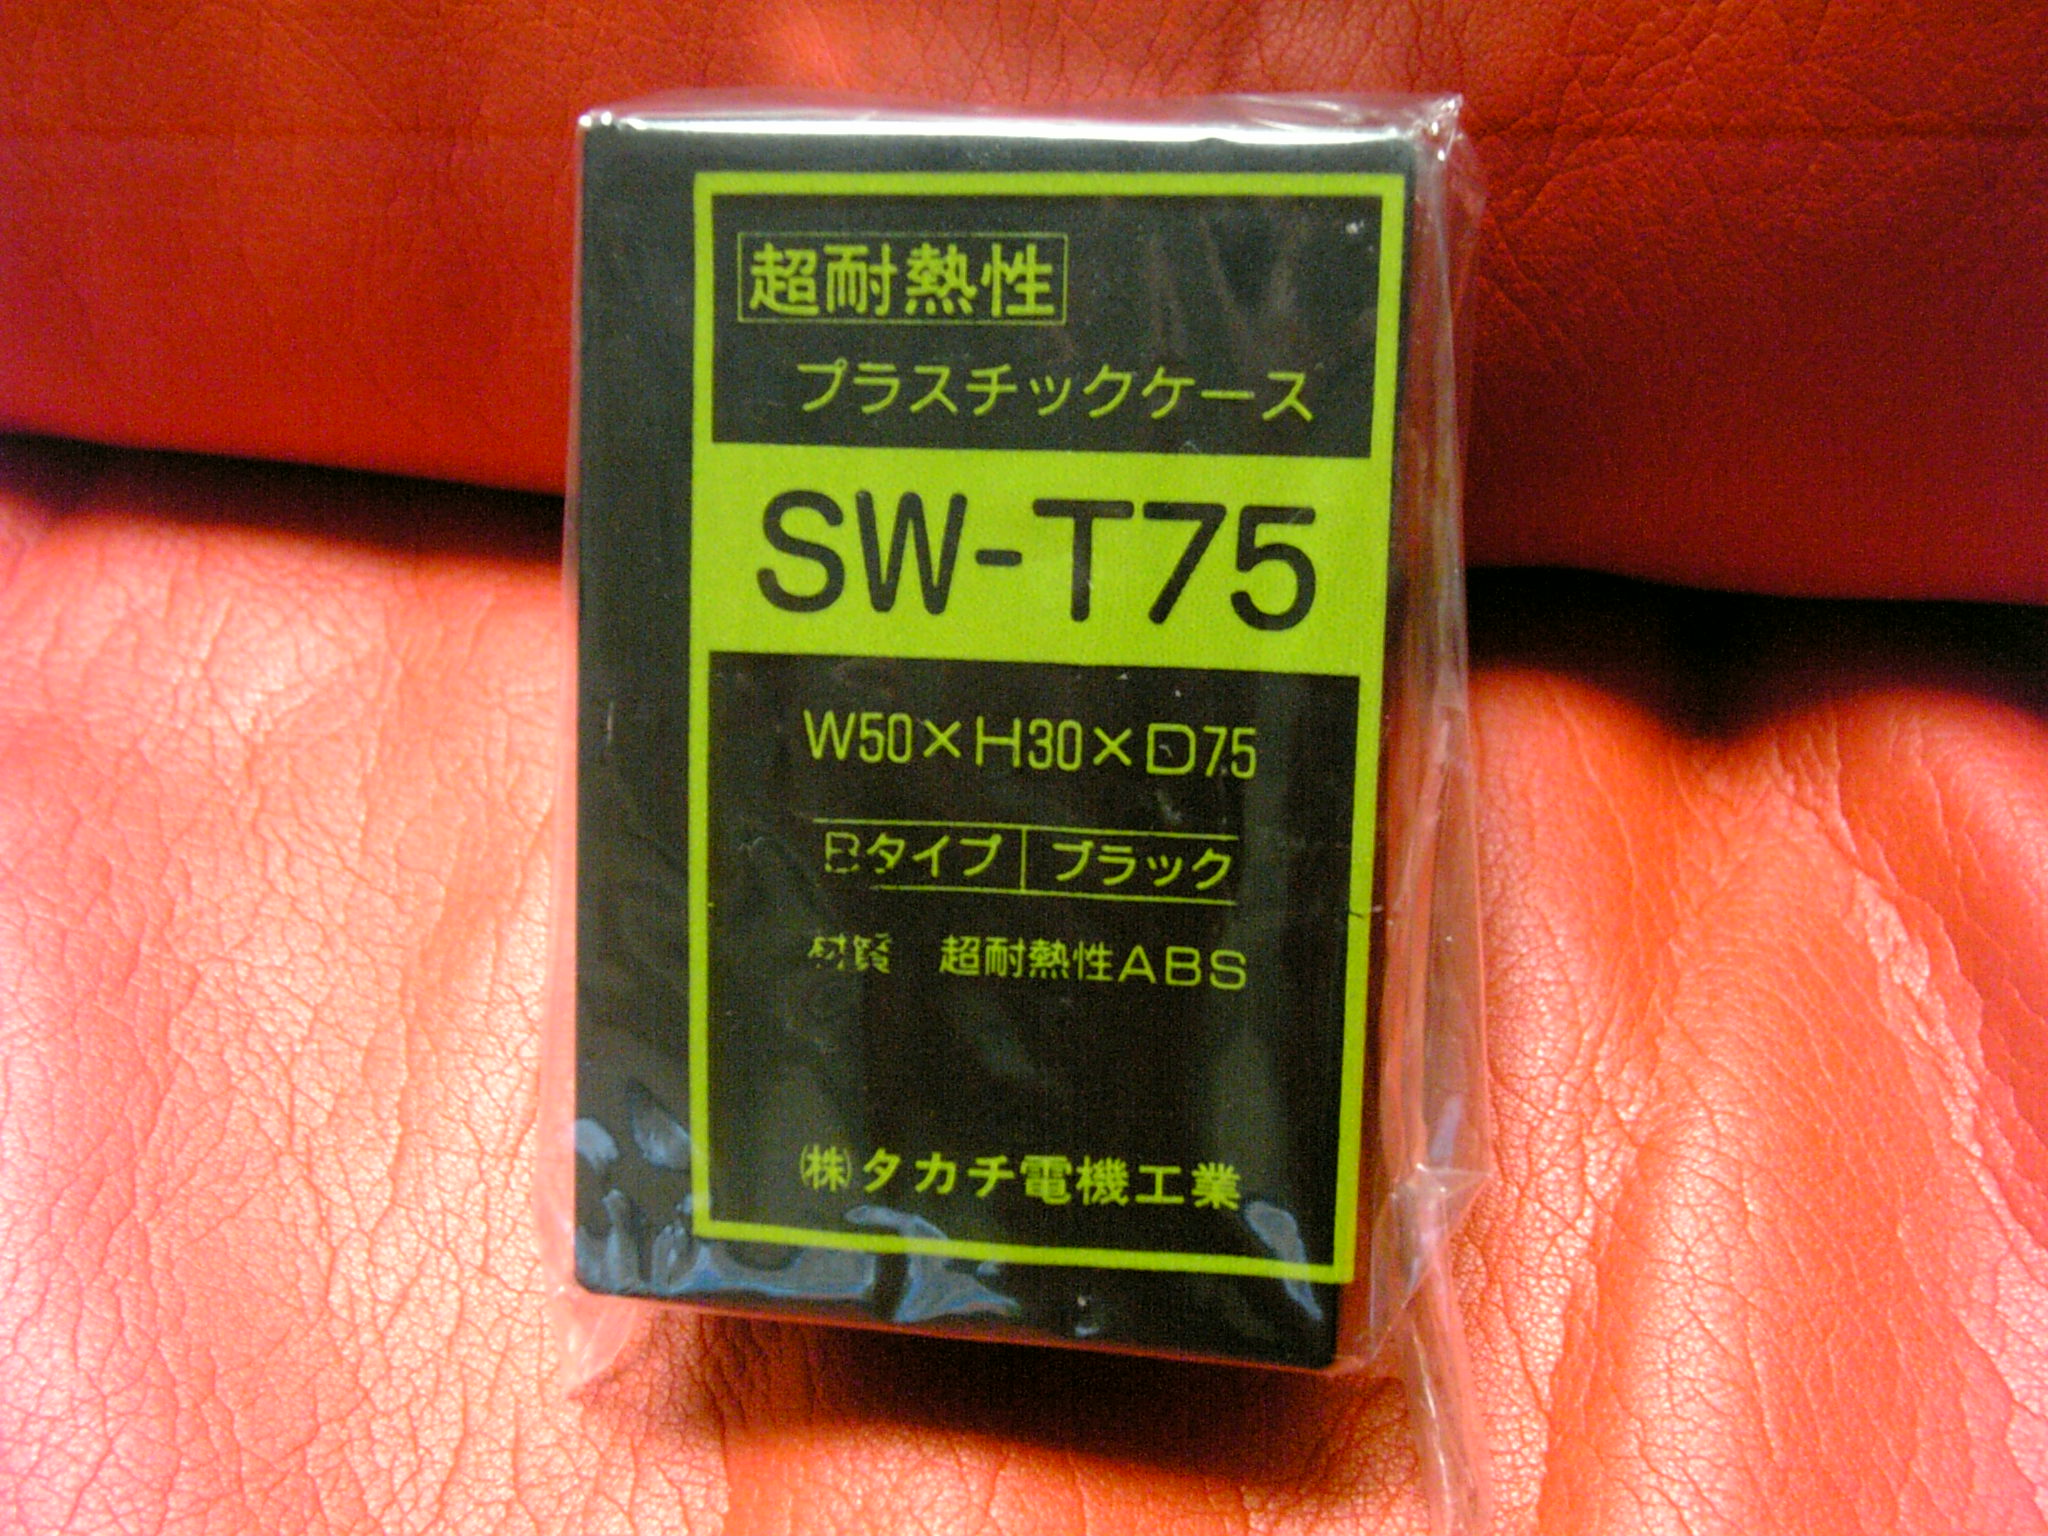 超耐熱性
プラスチックケース
SW-T75
W50×H30×D75
Bタイプ ブラック
材質 超耐熱性ABS
㈱タカチ電機工業